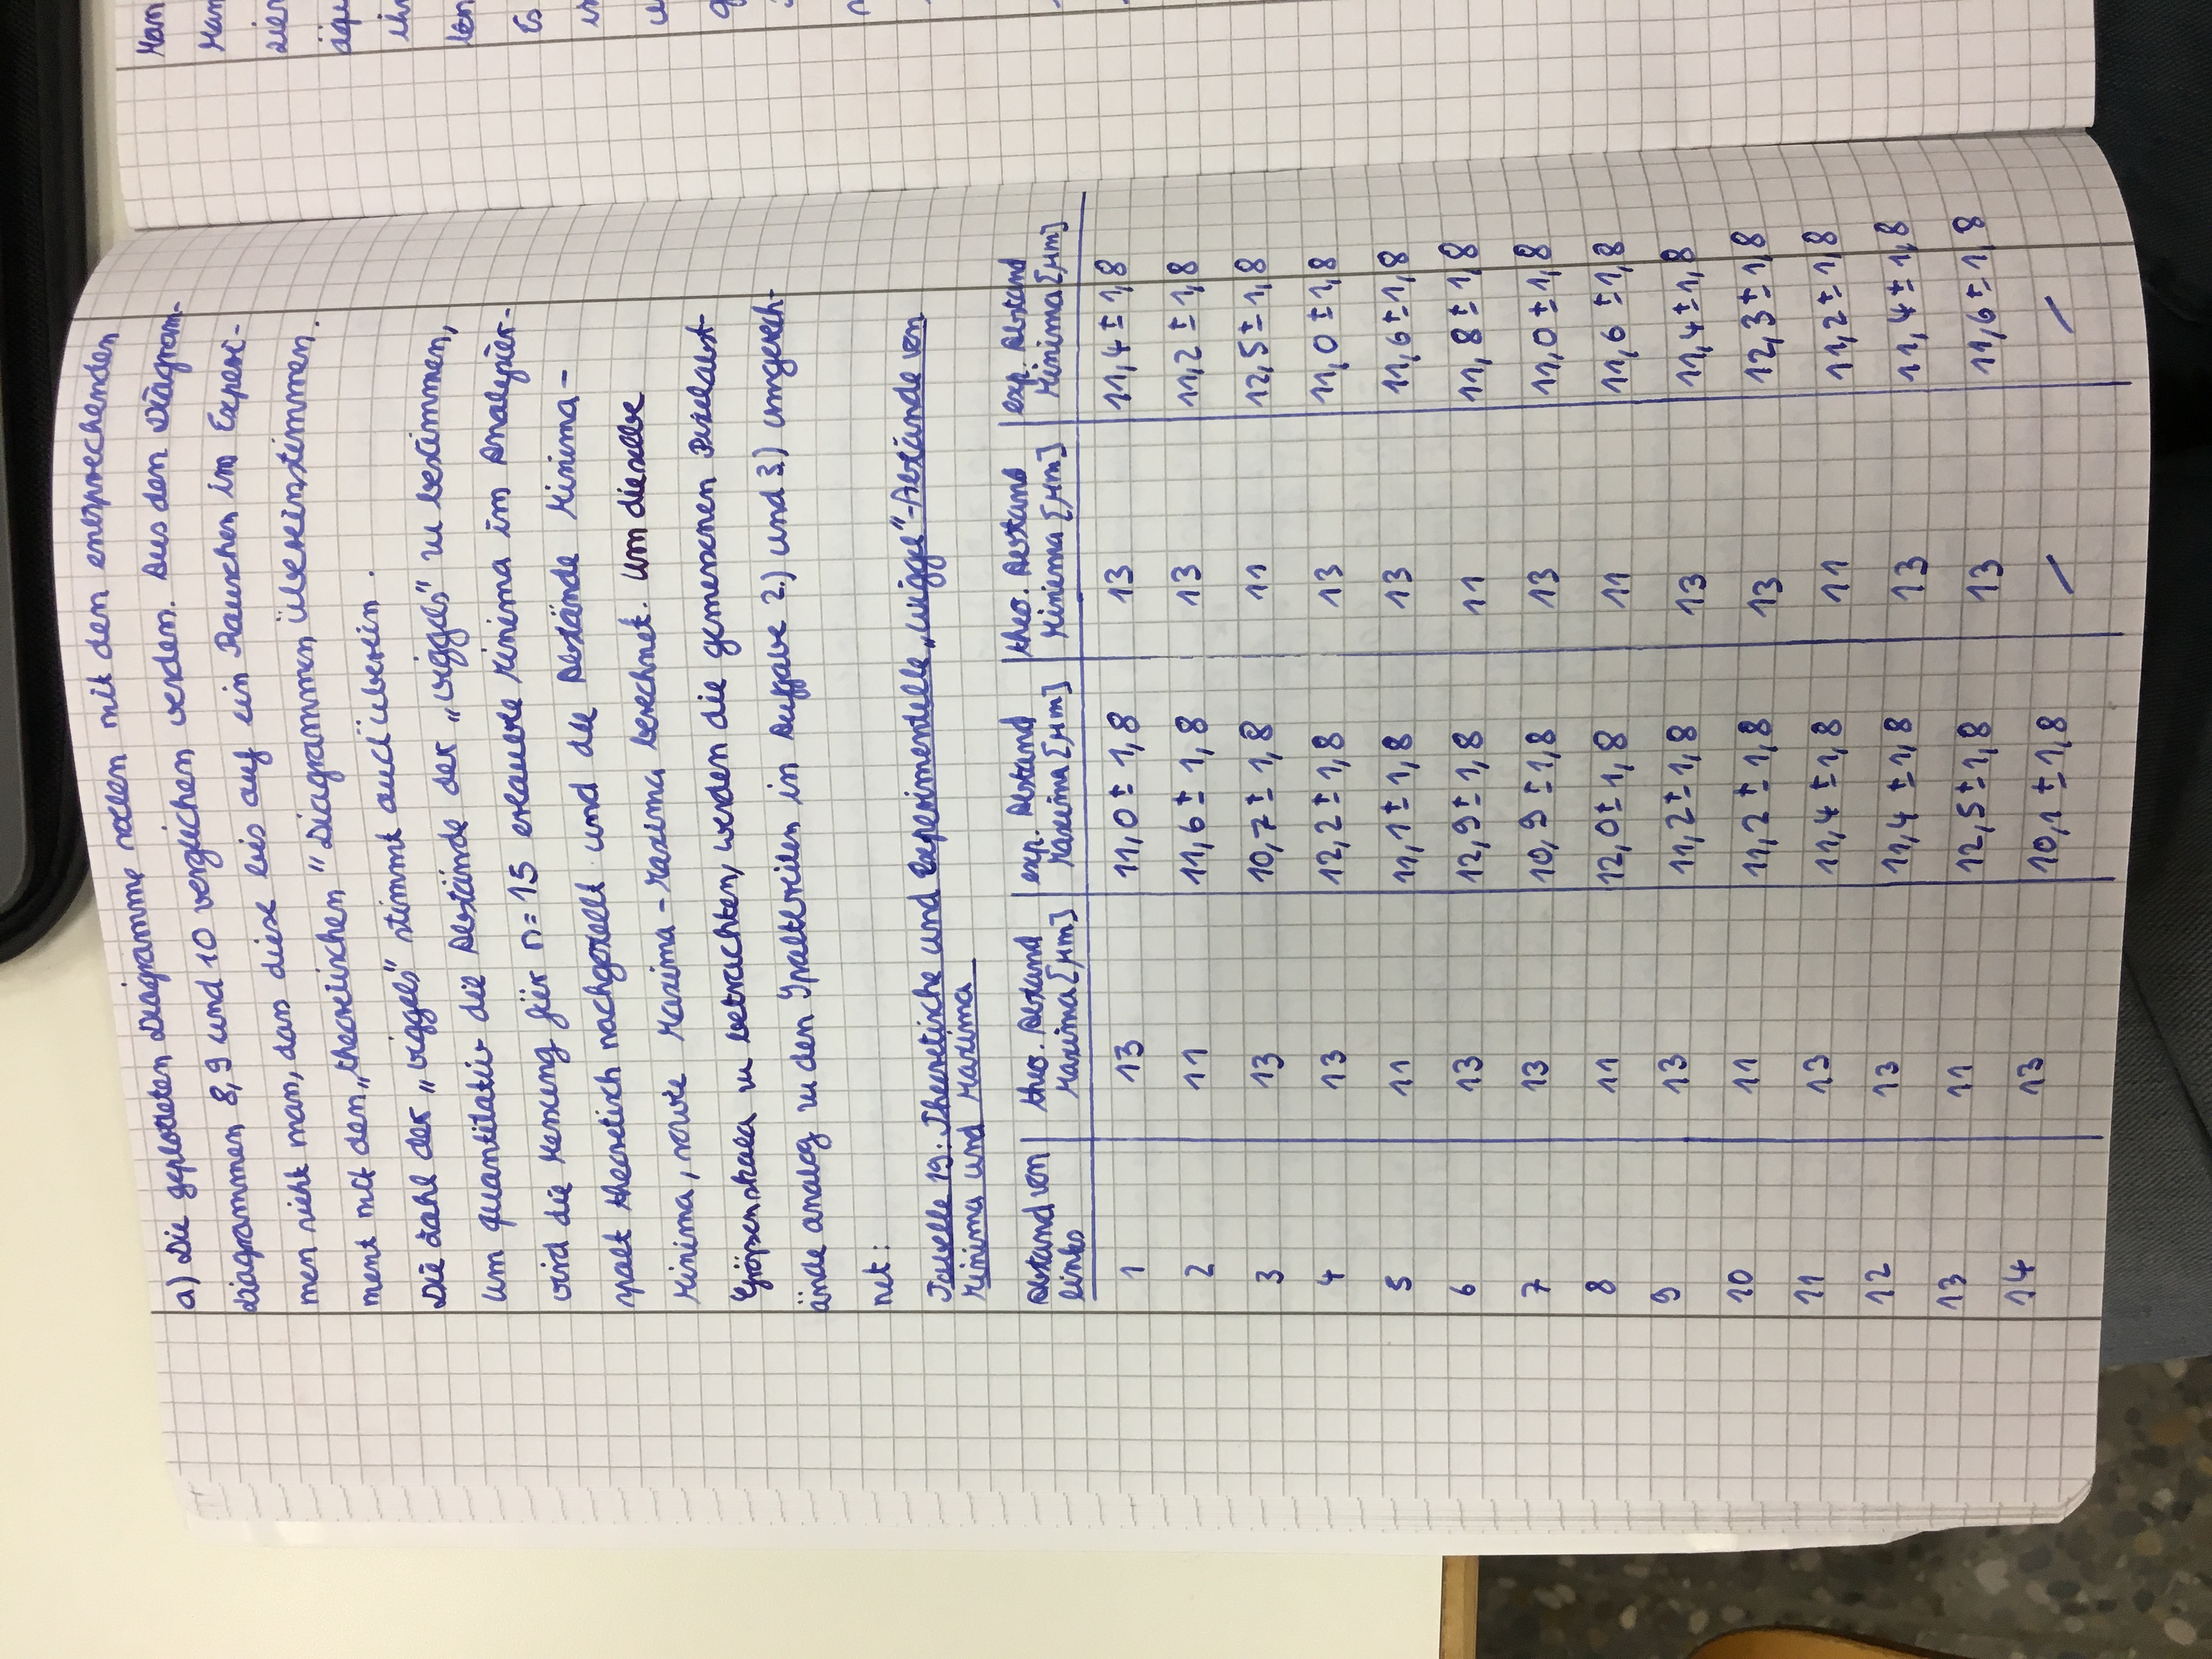 a) Die geplotteten Diagramme sollen mit den entsprechenden
Diagrammen 8, 9 und 10 verglichen werden. Aus den Diagram-
men sieht man, dass diese bis auf ein Rauschen im Experi-
ment mit den „theoretischen" Diagrammen übereinstimmen.
Die Zahl der „wiggels" stimmt auch überein.
Um quantitativ die Abstände der „wiggels" zu bestimmen,
wird die Messung für n=15 erlaubte Minima im Analysier-
spalt theoretisch nachgestellt und die Abstände Minima-
Minima, sowie Maxima-Maxima berechnet. Um dieselbe
Größenskala zu betrachten, werden die gemessenen Pixelabst-
ände analog zu den Spaltbreiten in Aufgabe 2.) und 3.) umgerech-
net:
Tabelle 19: Theoretische und Experimentelle „wiggel"-Abstände von
Minima und Maxima
Abstand von links | theo. Abstand Maxima [µm] | exp. Abstand Maxima [µm] | theo. Abstand Minima [µm] | exp. Abstand Minima [µm]
1 | 13 | 11,0 ± 1,8 | 13 | 11,4 ± 1,8
2 | 11 | 11,6 ± 1,8 | 13 | 11,2 ± 1,8
3 | 13 | 10,7 ± 1,8 | 11 | 12,5 ± 1,8
4 | 13 | 12,2 ± 1,8 | 13 | 11,0 ± 1,8
5 | 11 | 11,1 ± 1,8 | 13 | 11,6 ± 1,8
6 | 13 | 12,9 ± 1,8 | 11 | 11,8 ± 1,8
7 | 13 | 10,9 ± 1,8 | 13 | 11,0 ± 1,8
8 | 11 | 12,0 ± 1,8 | 11 | 11,6 ± 1,8
9 | 13 | 11,2 ± 1,8 | 13 | 11,4 ± 1,8
10 | 11 | 11,2 ± 1,8 | 13 | 12,3 ± 1,8
11 | 13 | 11,4 ± 1,8 | 11 | 11,2 ± 1,8
12 | 13 | 11,4 ± 1,8 | 13 | 11,4 ± 1,8
13 | 11 | 12,5 ± 1,8 | 13 | 11,6 ± 1,8
14 | 13 | 10,1 ± 1,8 | / | /